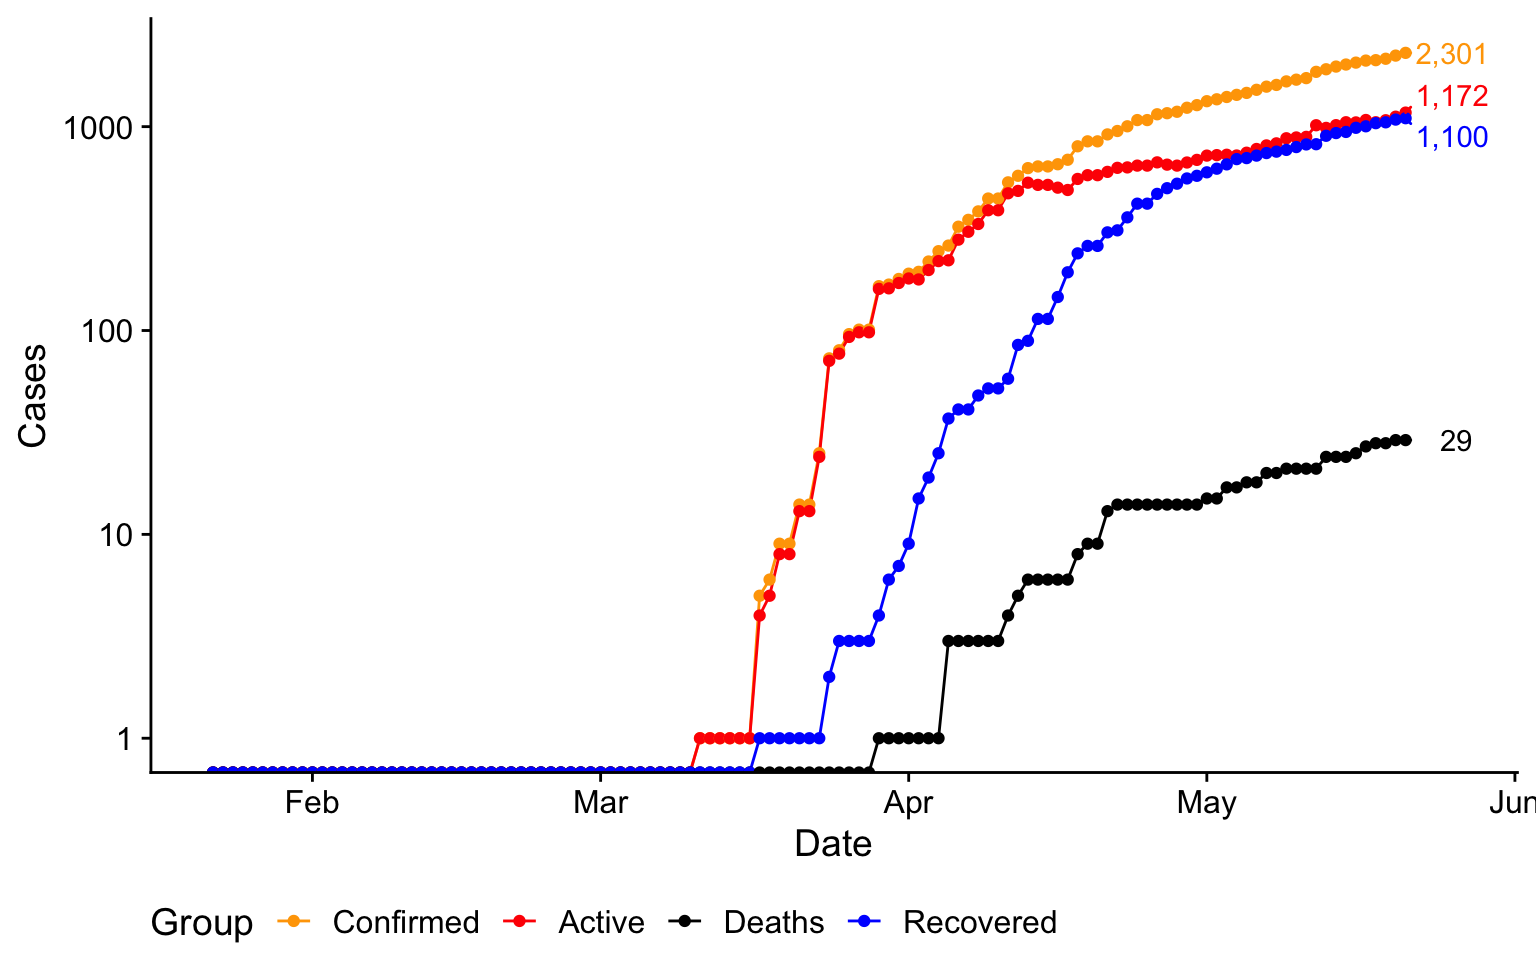 2,301
1,172
1,100
1000
100
Cases
29
10
1
Feb Mar Apr May Jun
Date
Group Confirmed Active Deaths Recovered